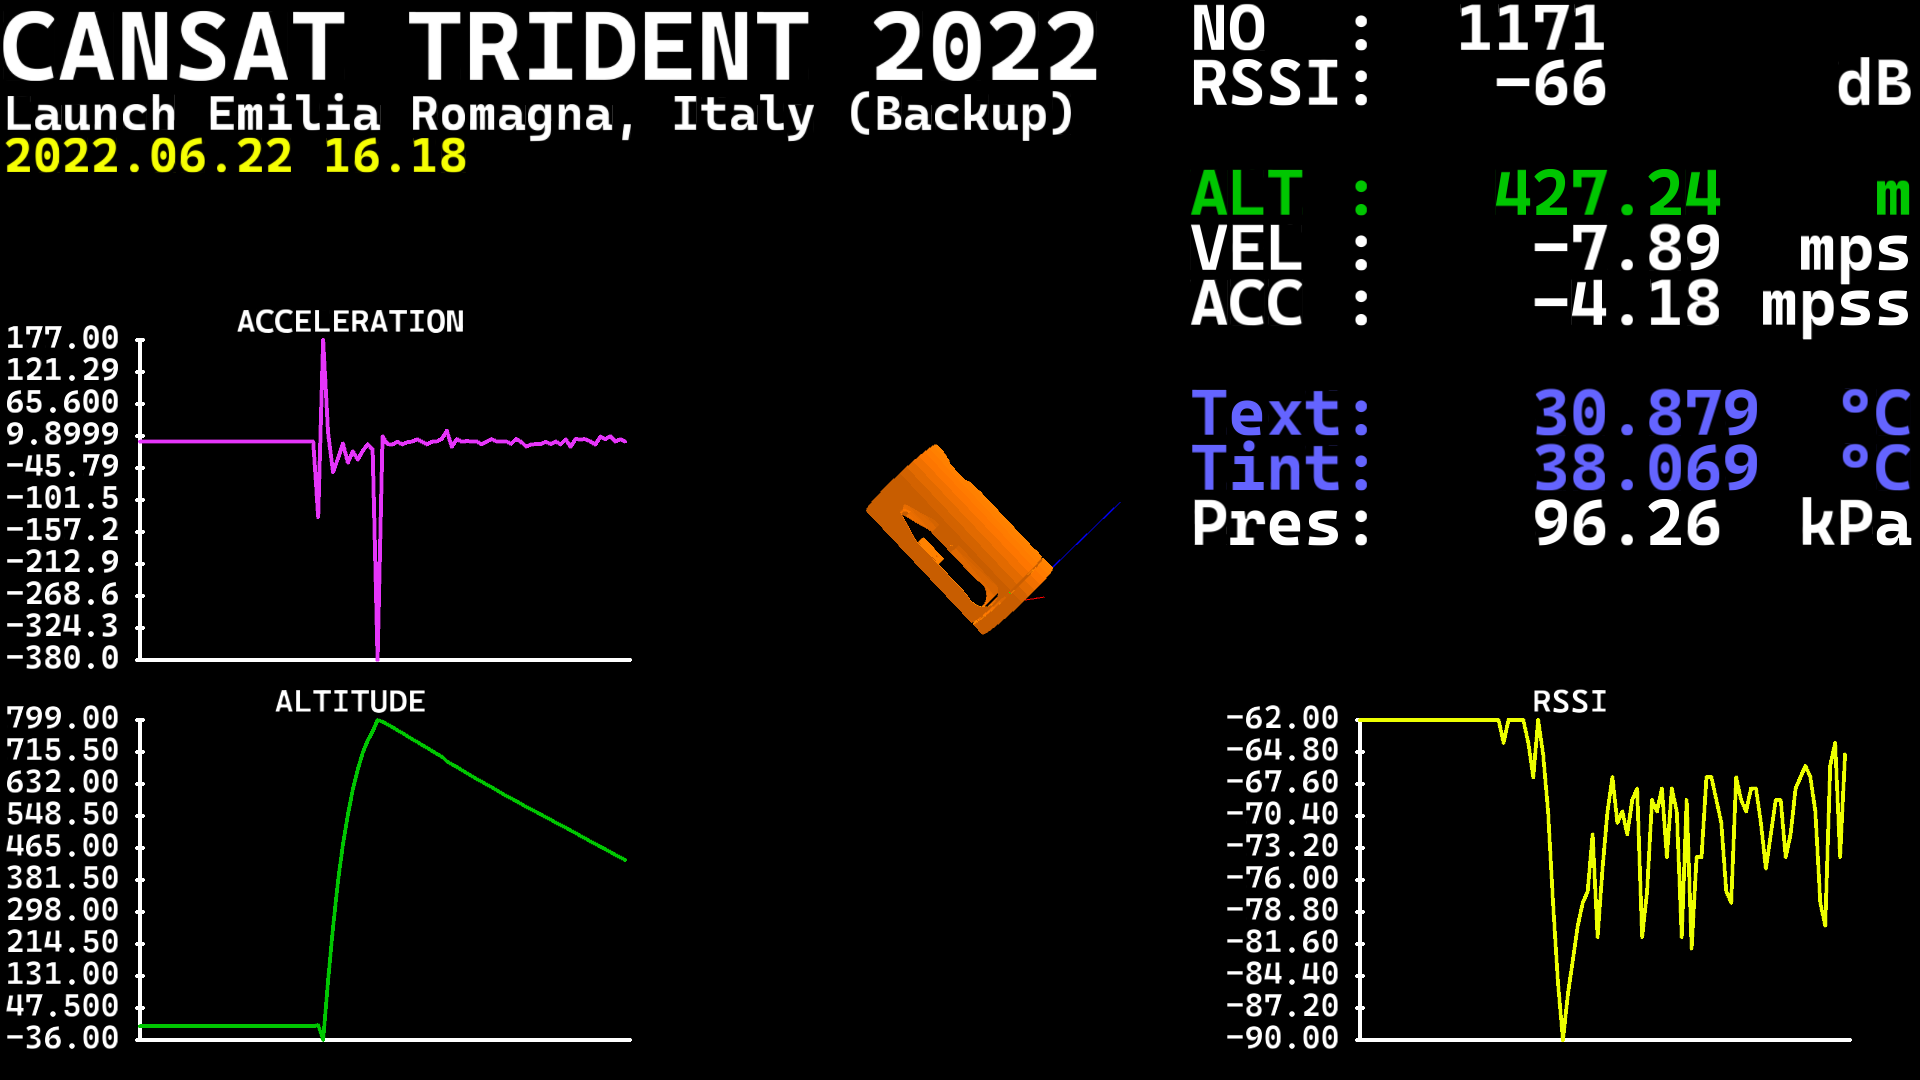 CANSAT TRIDENT 2022
Launch Emilia Romagna, Italy (Backup)
2022.06.22 16.18
NO : 1171
RSSI: -66 dB
ALT : 427.24 m
VEL : -7.89 mps
ACC : -4.18 mpss
Text: 30.879 °C
Tint: 38.069 °C
Pres: 96.26 kPa
ACCELERATION
177.00
121.29
65.600
9.8999
-45.79
-101.5
-157.2
-212.9
-268.6
-324.3
-380.0
ALTITUDE
799.00
715.50
632.00
548.50
465.00
381.50
298.00
214.50
131.00
47.500
-36.00
RSSI
-62.00
-64.80
-67.60
-70.40
-73.20
-76.00
-78.80
-81.60
-84.40
-87.20
-90.00